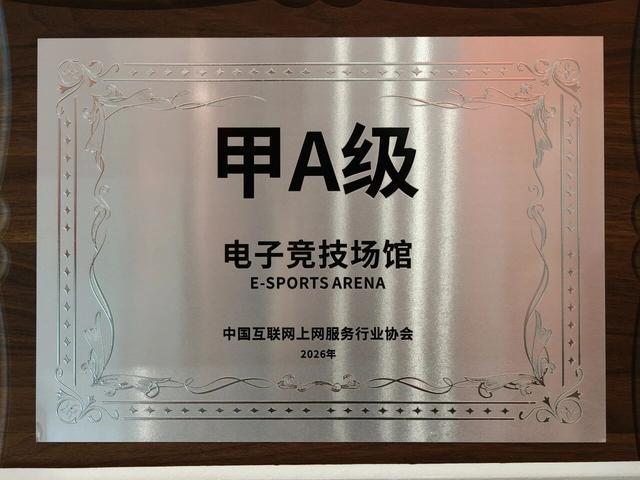 甲A级
电子竞技场馆
E-SPORTS ARENA
中国互联网上网服务行业协会
2026年